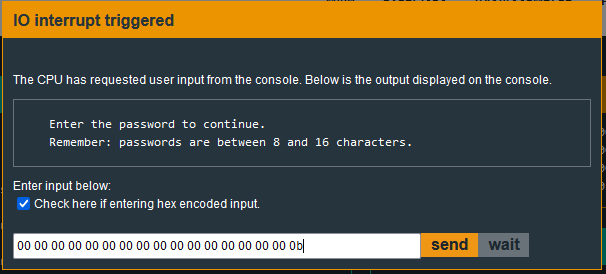 IO interrupt triggered
The CPU has requested user input from the console. Below is the output displayed on the console.
Enter the password to continue.
Remember: passwords are between 8 and 16 characters.
Enter input below:
Check here if entering hex encoded input.
00 00 00 00 00 00 00 00 00 00 00 00 00 00 00 00 0b
send wait